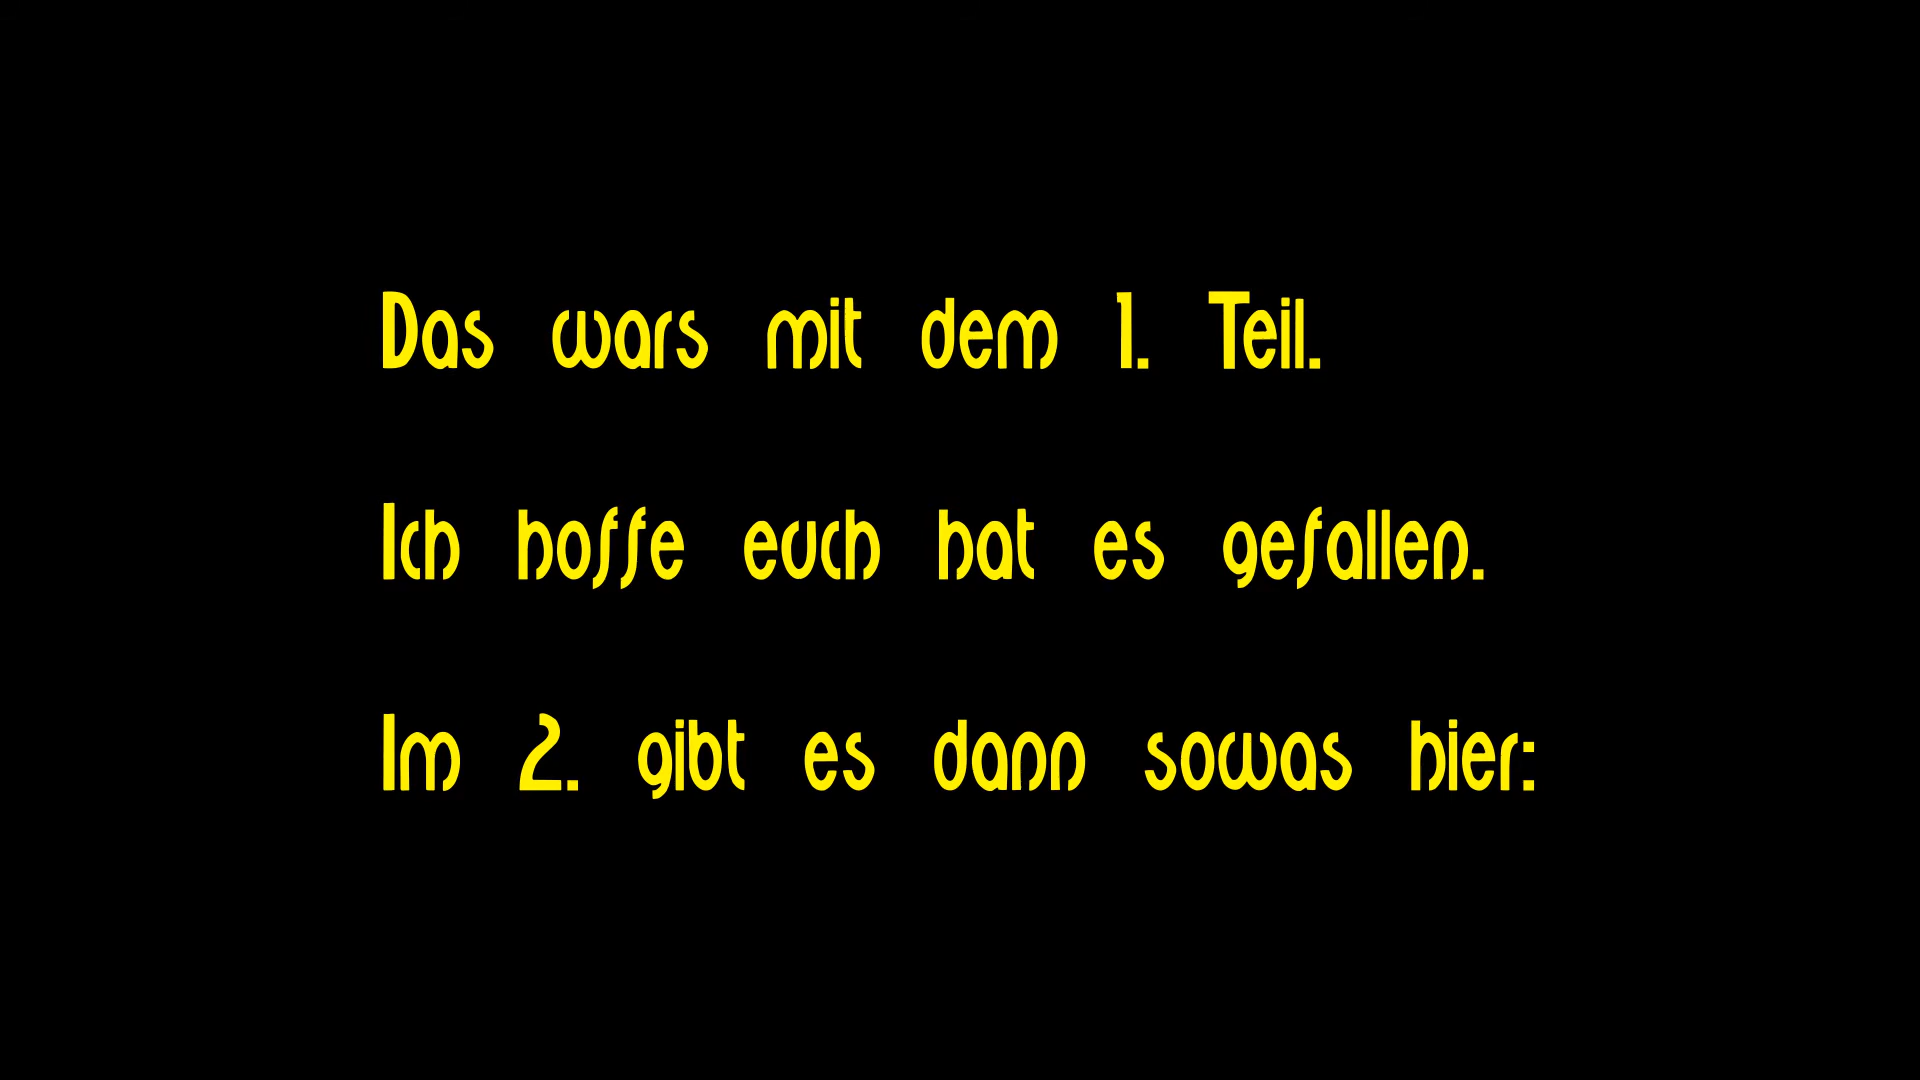 Das wars mit dem 1. Teil.
Ich hoffe euch hat es gefallen.
Im 2. gibt es dann sowas hier: